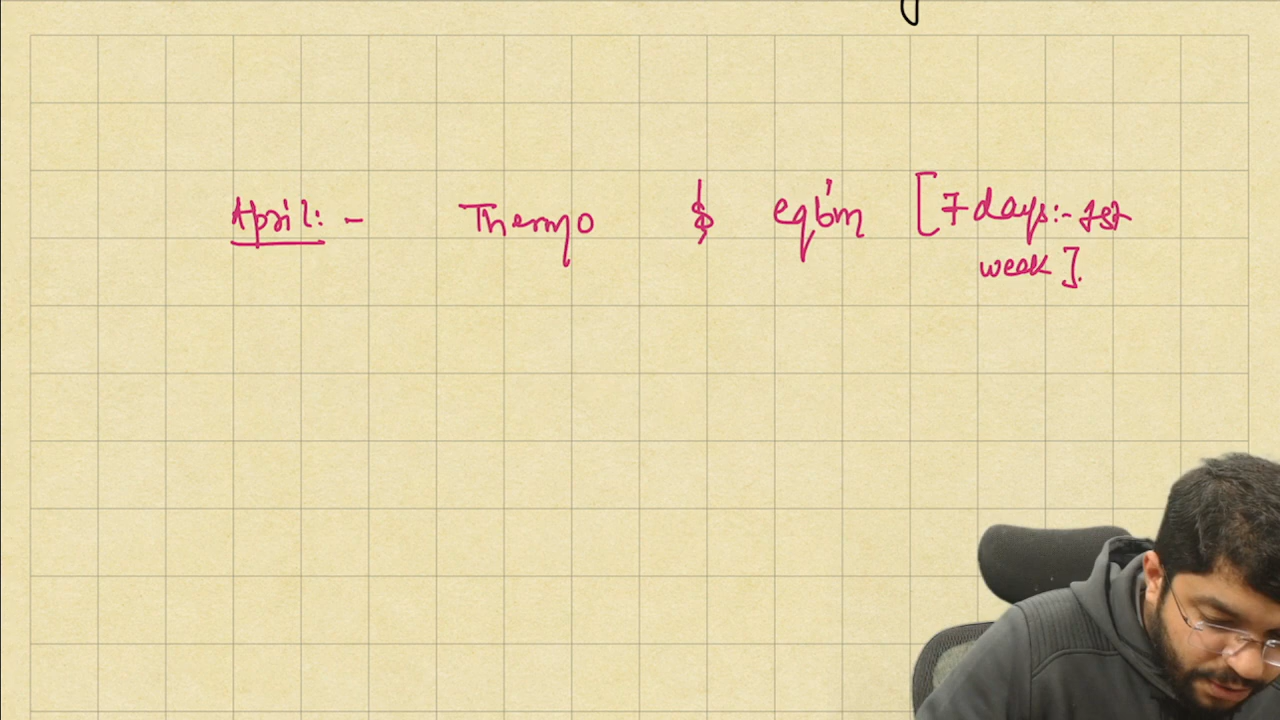 April:- Thermo & eqbm [7 days:- 1st
week].